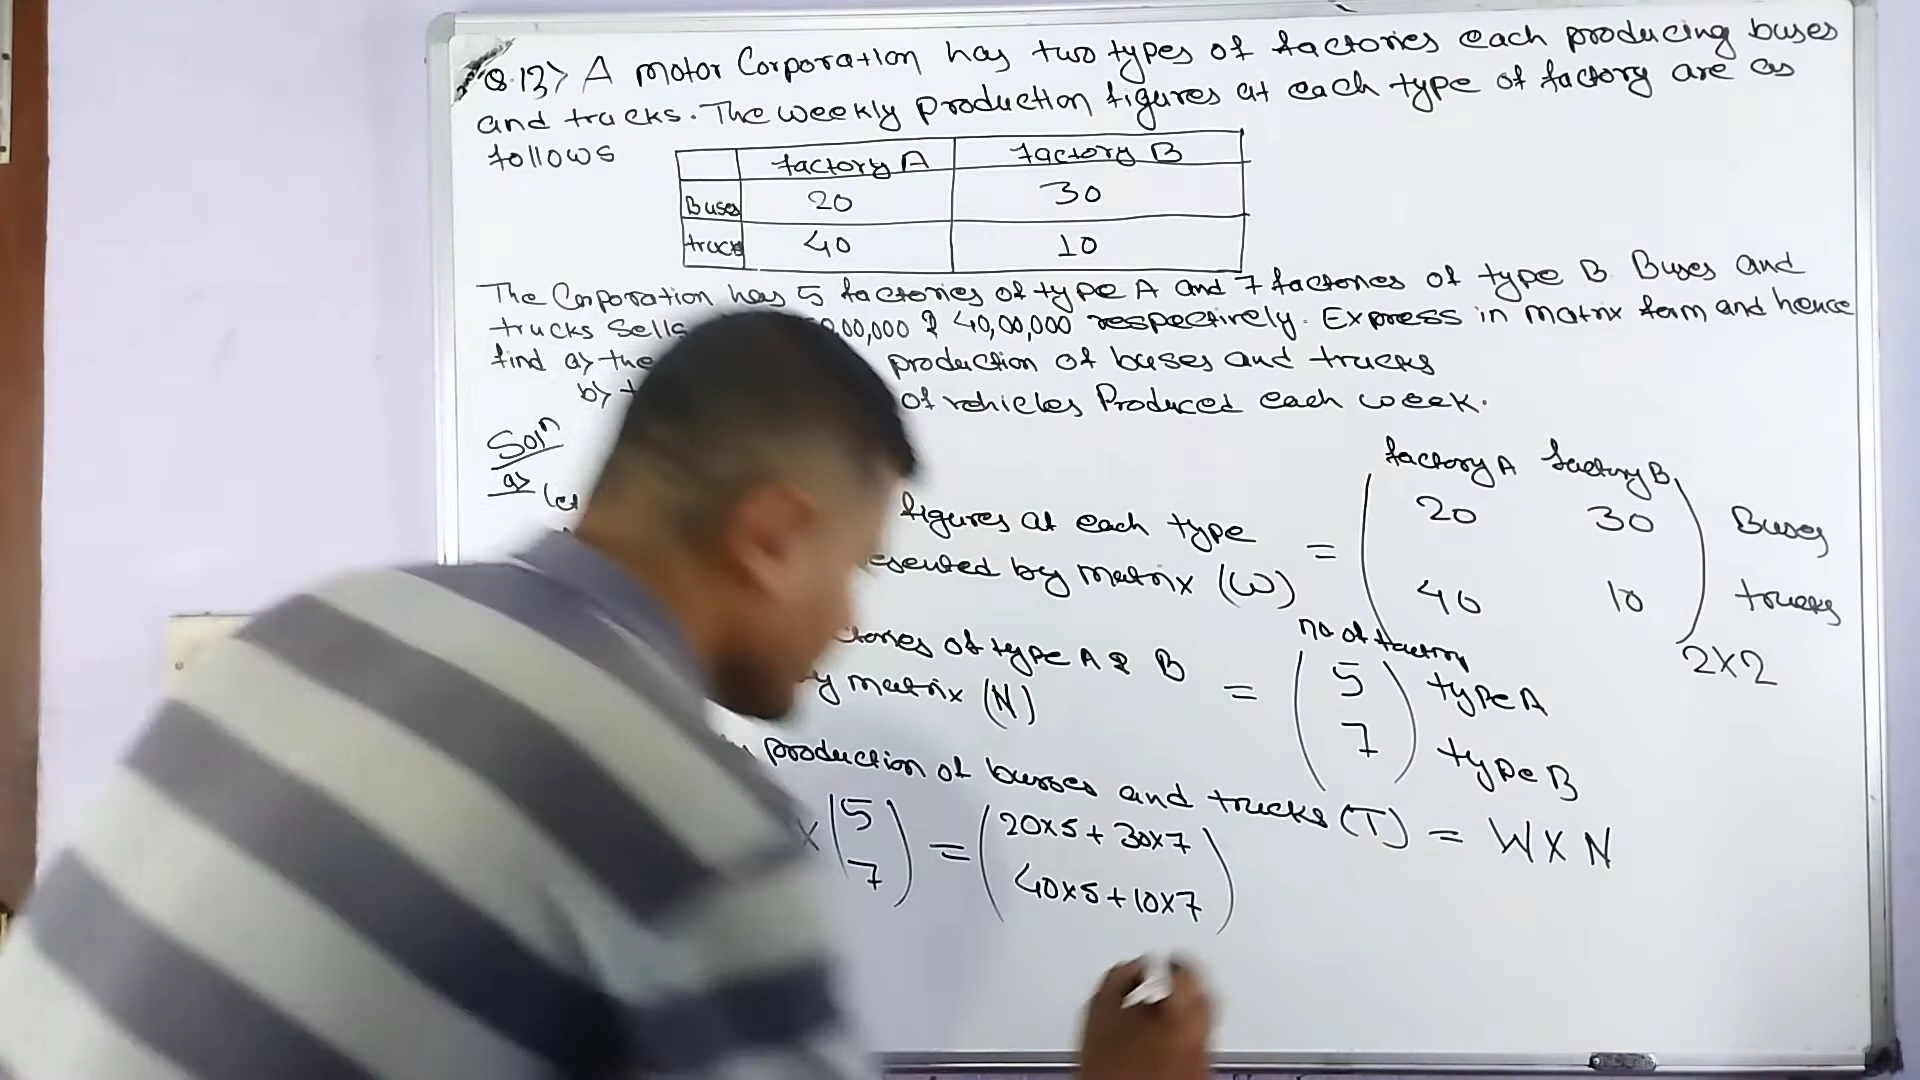 Q.13> A Motor Corporation has two types of factories each producing buses
and trucks. The weekly production figures at each type of factory are as
follows
factory A factory B
Buses 20 30
truck 40 10
The Corporation has 5 factories of type A and 7 factories of type B. Buses and
trucks Sells 00,000 & 40,00,000 respectively. Express in matrix form and hence
find a> the production of buses and trucks
b> of vehicles Produced each week.
Solⁿ
a> let figures at each type
by matrix (W) =
factory A factory B
20 30 Buses
40 10 trucks
2X2
of type A & B
matrix (N) =
no of factory
5 type A
7 type B
production of busses and trucks (T) = W X N
X (5 7) = (20x5 + 30x7
40x5 + 10x7)